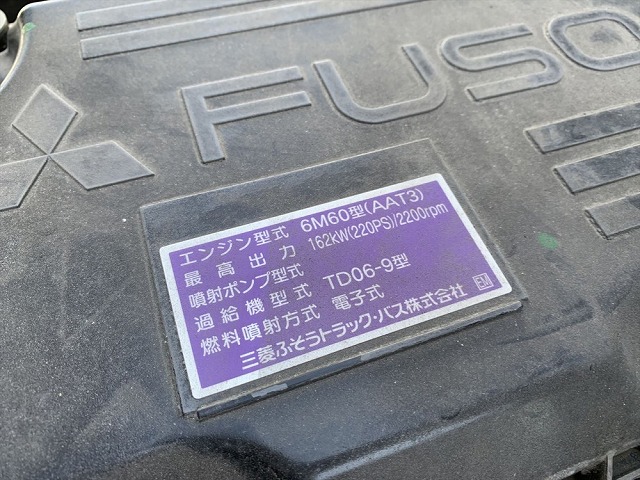 FUSO
エンジン型式 6M60型(AAT3)
最高出力 162kW(220PS)/2200rpm
噴射ポンプ型式
過給機型式 TD06-9型
燃料噴射方式 電子式
三菱ふそうトラック・バス株式会社
EM